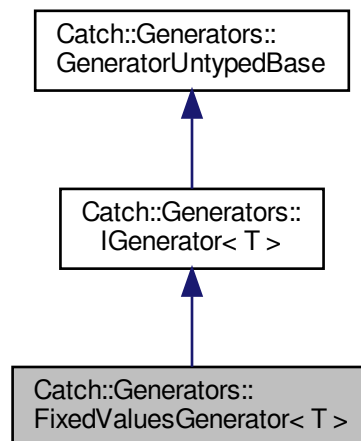 Catch::Generators::
GeneratorUntypedBase
Catch::Generators::
IGenerator< T >
Catch::Generators::
FixedValuesGenerator< T >